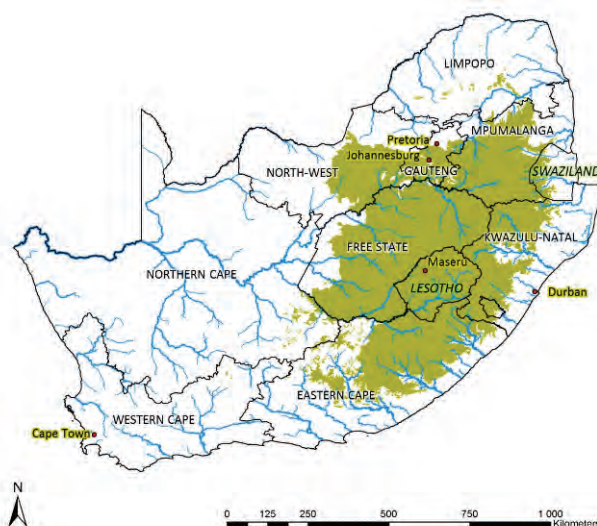 LIMPOPO
MPUMALANGA
Pretoria
Johannesburg
GAUTENG
NORTH-WEST
SWAZILAND
FREE STATE
KWAZULU-NATAL
Maseru
NORTHERN CAPE
LESOTHO
Durban
EASTERN CAPE
WESTERN CAPE
Cape Town
N
0 125 250 500 750 1 000
Kilometers